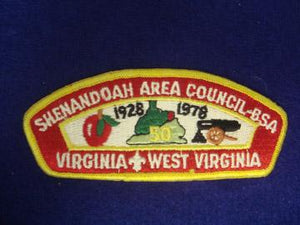 SHENANDOAH AREA COUNCIL-BSA
1928 1978
50
VIRGINIA WEST VIRGINIA